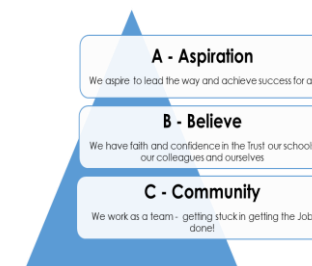 A - Aspiration
We aspire to lead the way and achieve success for a
B - Believe
We have faith and confidence in the Trust our school
our colleagues and ourselves
C - Community
We work as a team - getting stuck in getting the Job
done!